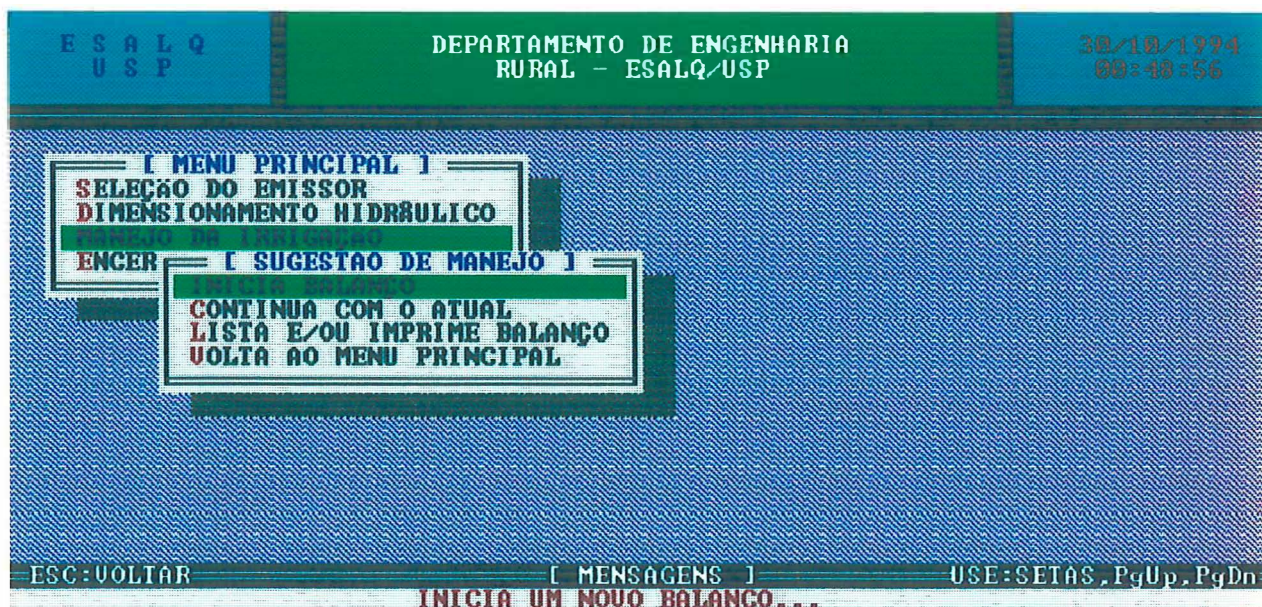 E S A L Q
U S P
DEPARTAMENTO DE ENGENHARIA
RURAL - ESALQ/USP
30/10/1994
00:48:56
[ MENU PRINCIPAL ]
SELEÇãO DO EMISSOR
DIMENSIONAMENTO HIDRÂULICO
MANEJO DA IRRIGAÇÃO
ENCER
[ SUGESTAO DE MANEJO ]
INICIA BALANÇO
CONTINUA COM O ATUAL
LISTA E/OU IMPRIME BALANÇO
VOLTA AO MENU PRINCIPAL
ESC:VOLTAR
[ MENSAGENS ]
USE:SETAS,PgUp,PgDn
INICIA UM NOVO BALANÇO...